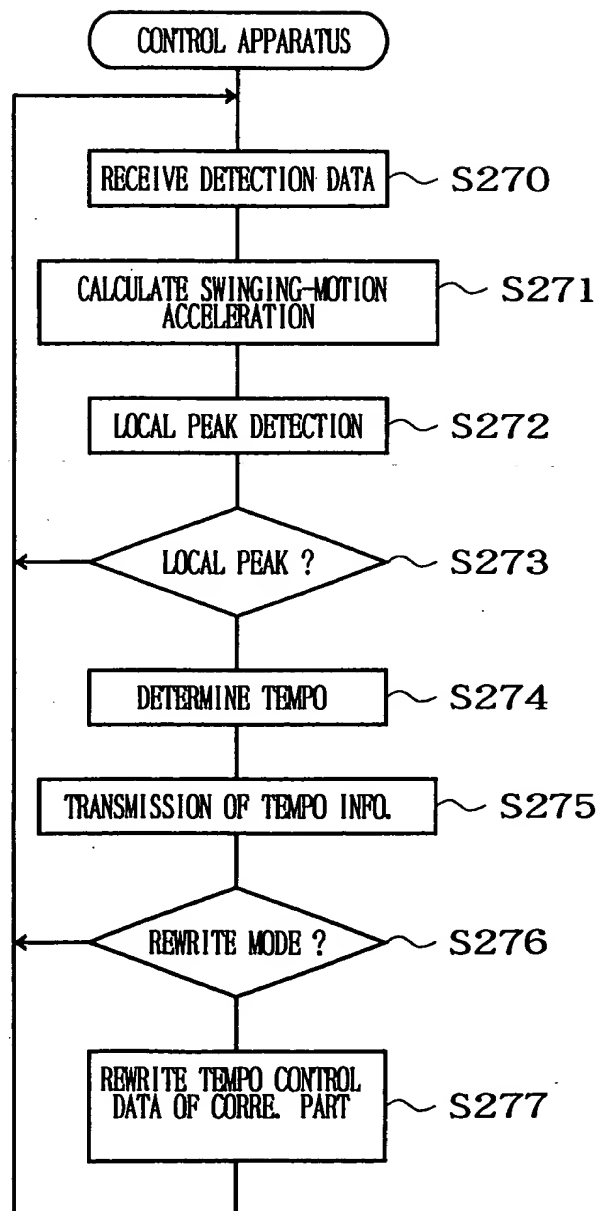 CONTROL APPARATUS
RECEIVE DETECTION DATA
S270
CALCULATE SWINGING-MOTION
ACCELERATION
S271
LOCAL PEAK DETECTION
S272
LOCAL PEAK ?
S273
DETERMINE TEMPO
S274
TRANSMISSION OF TEMPO INFO.
S275
REWRITE MODE ?
S276
REWRITE TEMPO CONTROL
DATA OF CORRE. PART
S277